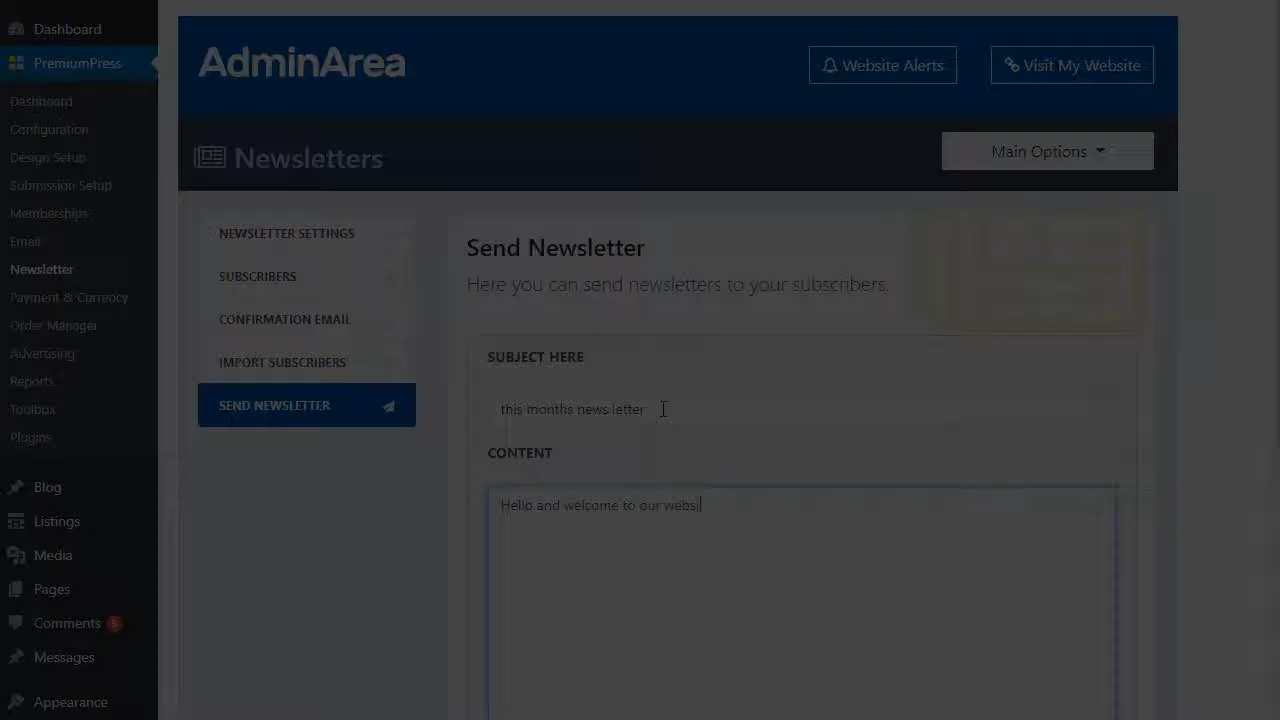 Dashboard
PremiumPress
Dashboard
Configuration
Design Setup
Submission Setup
Memberships
Email
Newsletter
Payment & Currency
Order Manager
Advertising
Reports
Toolbox
Plugins
Blog
Listings
Media
Pages
Comments 5
Messages
Appearance
AdminArea
Website Alerts
Visit My Website
Newsletters
Main Options
NEWSLETTER SETTINGS
SUBSCRIBERS
CONFIRMATION EMAIL
IMPORT SUBSCRIBERS
SEND NEWSLETTER
Send Newsletter
Here you can send newsletters to your subscribers.
SUBJECT HERE
this months news letter
CONTENT
Hello and welcome to our websi